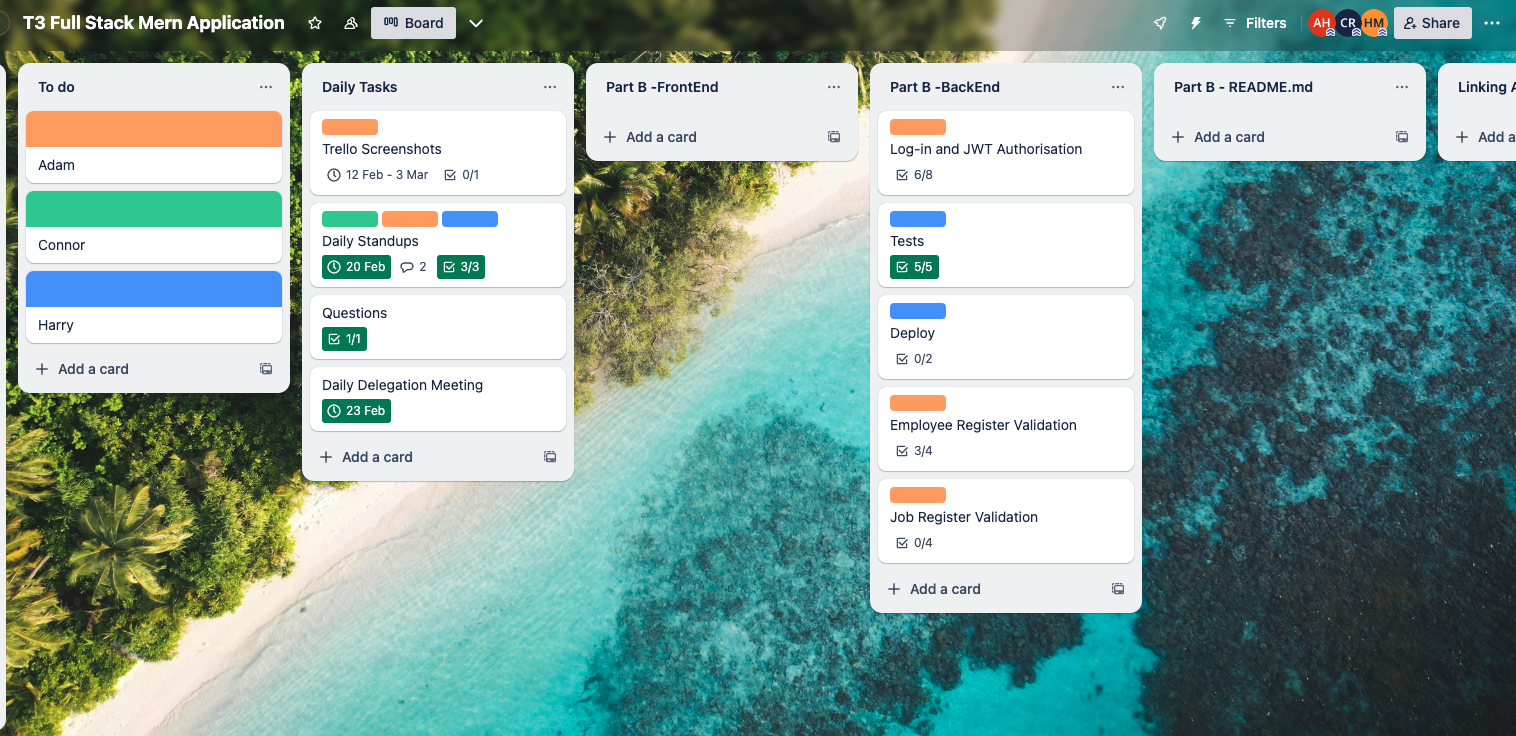 T3 Full Stack Mern Application
Board
Filters
AH
CR
HM
Share
To do
Adam
Connor
Harry
Add a card
Daily Tasks
Trello Screenshots
12 Feb - 3 Mar
0/1
Daily Standups
20 Feb
2
3/3
Questions
1/1
Daily Delegation Meeting
23 Feb
Add a card
Part B -FrontEnd
Add a card
Part B -BackEnd
Log-in and JWT Authorisation
6/8
Tests
5/5
Deploy
0/2
Employee Register Validation
3/4
Job Register Validation
0/4
Add a card
Part B - README.md
Add a card
Linking A
Add a